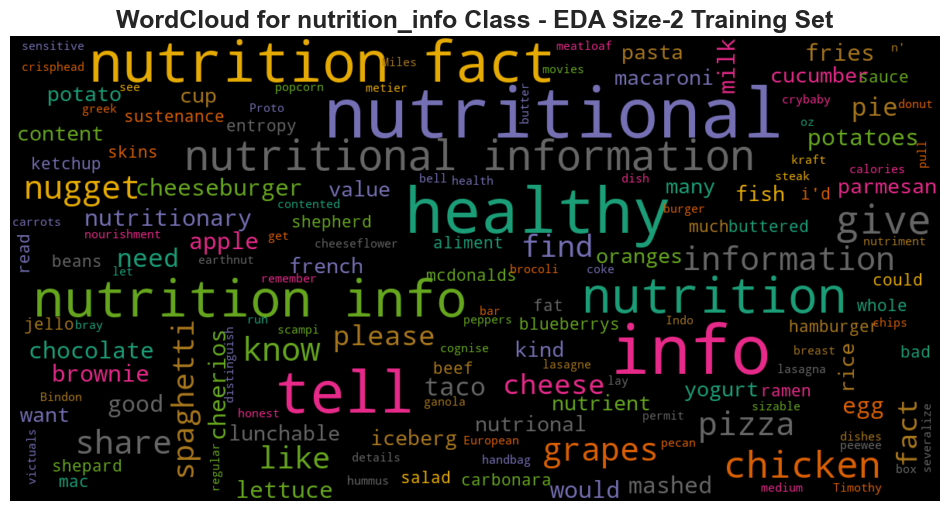 WordCloud for nutrition_info Class - EDA Size-2 Training Set
sensitive nutrition fact Miles meatloaf pasta milk fries n'
crisphead movies macaroni cucumber sauce
potato see cup popcorn metier butter nutritional crybaby pie donut
greek sustenance Proto entropy oz
content nutritional information potatoes pull
ketchup skins kraft calories
nugget cheeseburger value bell health dish steak many fish i'd parmesan
carrots nutritionary contented shepherd healthy burger much buttered give
read nourishment apple get cheeseflower aliment find oranges information nutriment
beans need earthnut french mcdonalds brocoli coke could
let remember
nutrition info bar fat nutrition whole
jello bray run scampi please peppers blueberrys Indo hamburger chips
chocolate spaghetti cheerios distinguish know cognise kind info breast rice bad
brownie beef lasagne lasagna
Bindon tell taco cheese lay yogurt ramen
want good honest ganola nutrient permit sizable egg fact
share lunchable iceberg nutrional pizza dishes peewee severalize
victuals regular European pecan grapes
shepard like details handbag chicken box
mac hummus salad carbonara
lettuce would mashed medium Timothy